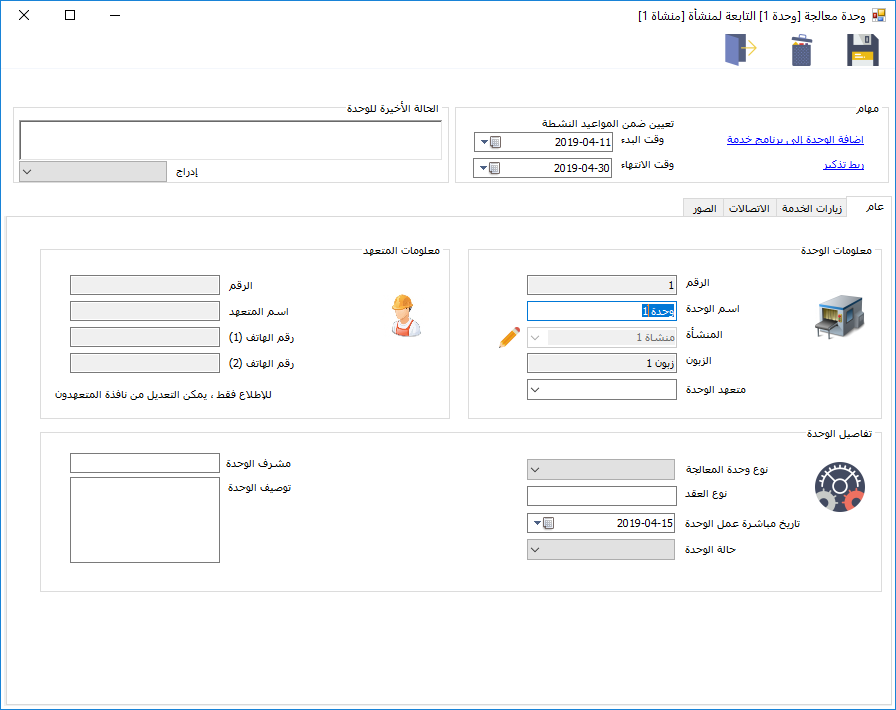 وحدة معالجة [وحدة 1] التابعة لمنشأة [منشاة 1]
مهام
اضافة الوحدة إلى برنامج خدمة
ربط تذكير
تعيين ضمن المواعيد النشطة
وقت البدء
2019-04-11
وقت الانتهاء
2019-04-30
الحالة الأخيرة للوحدة
إدراج
عام
زيارات الخدمة
الاتصالات
الصور
معلومات الوحدة
الرقم
1
اسم الوحدة
وحدة 1
المنشأة
منشاة 1
الزبون
زبون 1
متعهد الوحدة
معلومات المتعهد
الرقم
اسم المتعهد
رقم الهاتف (1)
رقم الهاتف (2)
للإطلاع فقط ، يمكن التعديل من نافذة المتعهدون
تفاصيل الوحدة
نوع وحدة المعالجة
نوع العقد
تاريخ مباشرة عمل الوحدة
2019-04-15
حالة الوحدة
مشرف الوحدة
توصيف الوحدة